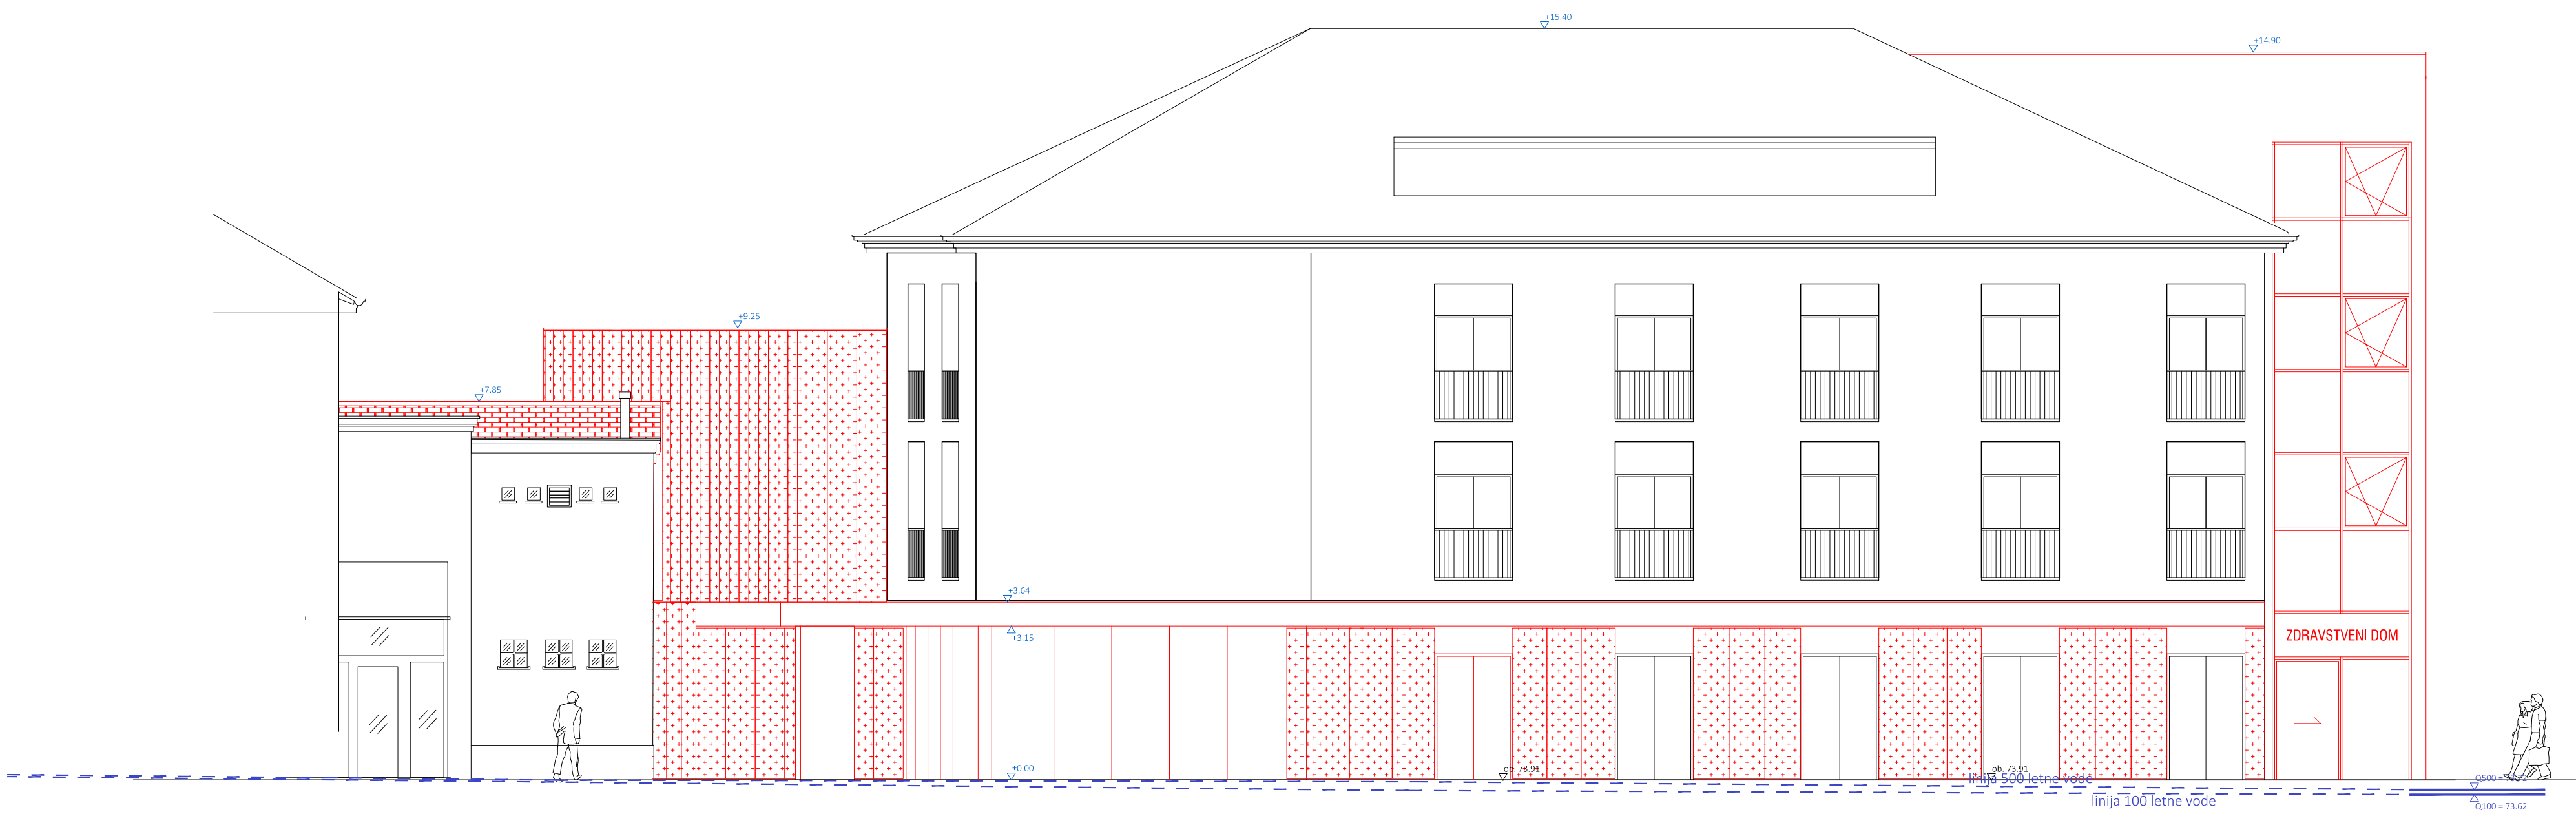 +15.40
+14.90
+9.25
+7.85
+3.64
+3.15
ZDRAVSTVENI DOM
±0.00
ob. 73.91
ob. 73.91
linija 500 letne vode
Q500 =
linija 100 letne vode
Q100 = 73.62